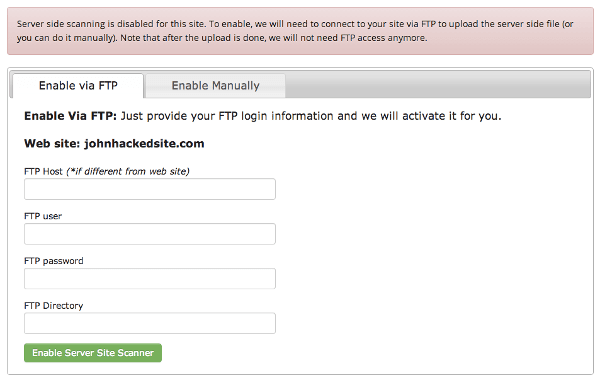 Server side scanning is disabled for this site. To enable, we will need to connect to your site via FTP to upload the server side file (or
you can do it manually). Note that after the upload is done, we will not need FTP access anymore.
Enable via FTP
Enable Manually
Enable Via FTP: Just provide your FTP login information and we will activate it for you.
Web site: johnhackedsite.com
FTP Host (*if different from web site)
FTP user
FTP password
FTP Directory
Enable Server Site Scanner